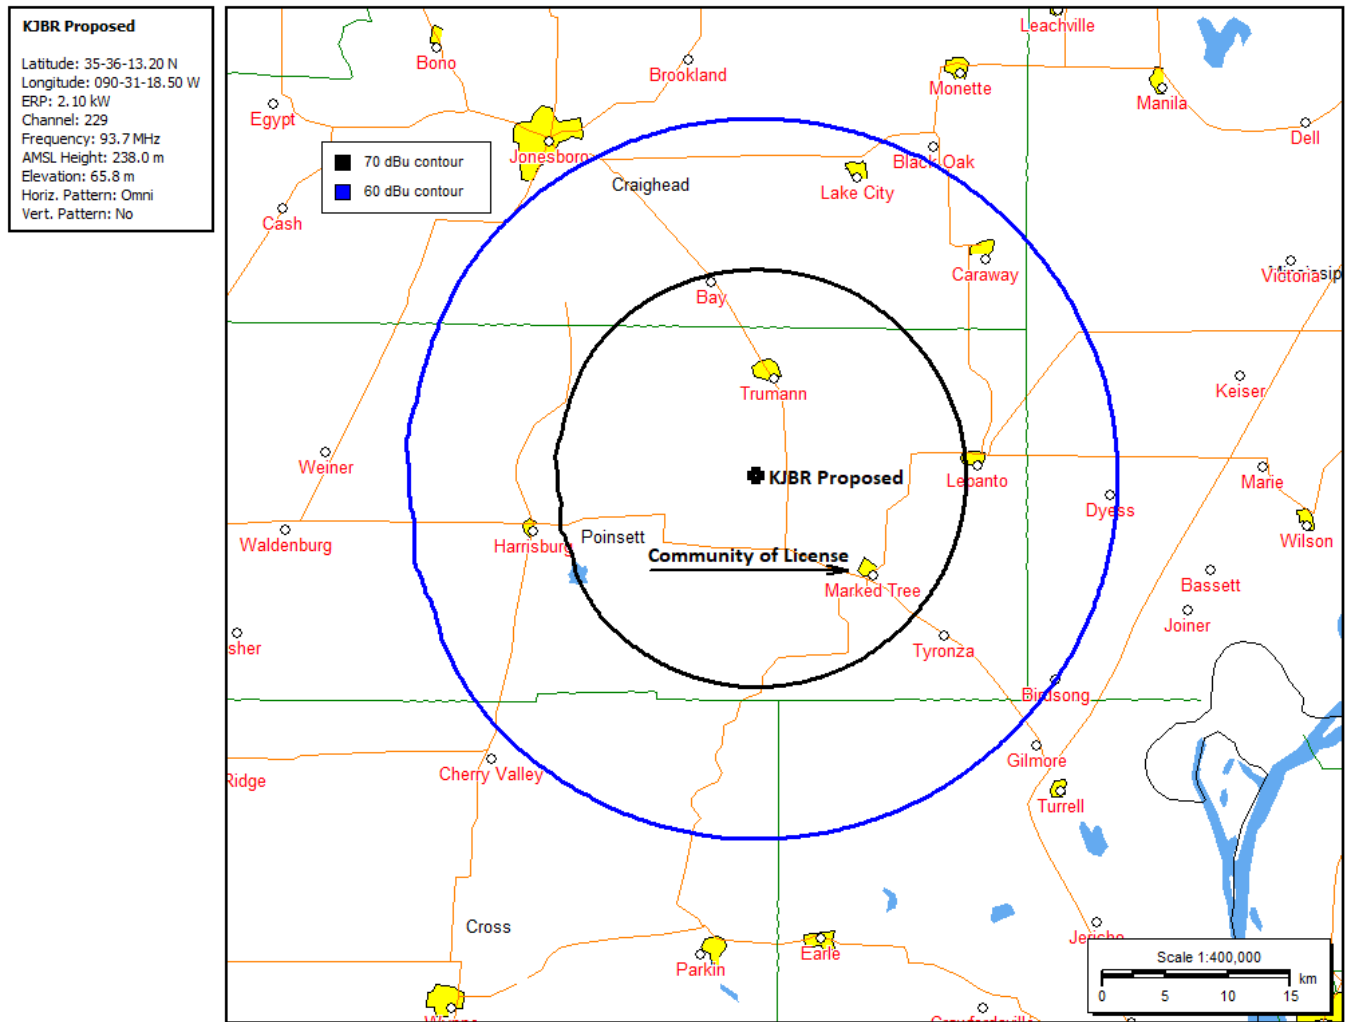 KJBR Proposed
Latitude: 35-36-13.20 N
Longitude: 090-31-18.50 W
ERP: 2.10 kW
Channel: 229
Frequency: 93.7 MHz
AMSL Height: 238.0 m
Elevation: 65.8 m
Horiz. Pattern: Omni
Vert. Pattern: No
70 dBu contour
60 dBu contour
Leachville
Bono
Brookland
Monette
Manila
Egypt
Dell
Jonesboro
Black Oak
Craighead
Lake City
Cash
Caraway
Victoria
Bay
Trumann
Keiser
Weiner
Lepanto
Marie
KJBR Proposed
Dyess
Waldenburg
Harrisburg
Poinsett
Wilson
Community of License
Bassett
Marked Tree
Joiner
sher
Tyronza
Birdsong
Gilmore
Cherry Valley
Ridge
Turrell
Cross
Jericho
Parkin
Earle
Scale 1:400,000
km
0 5 10 15